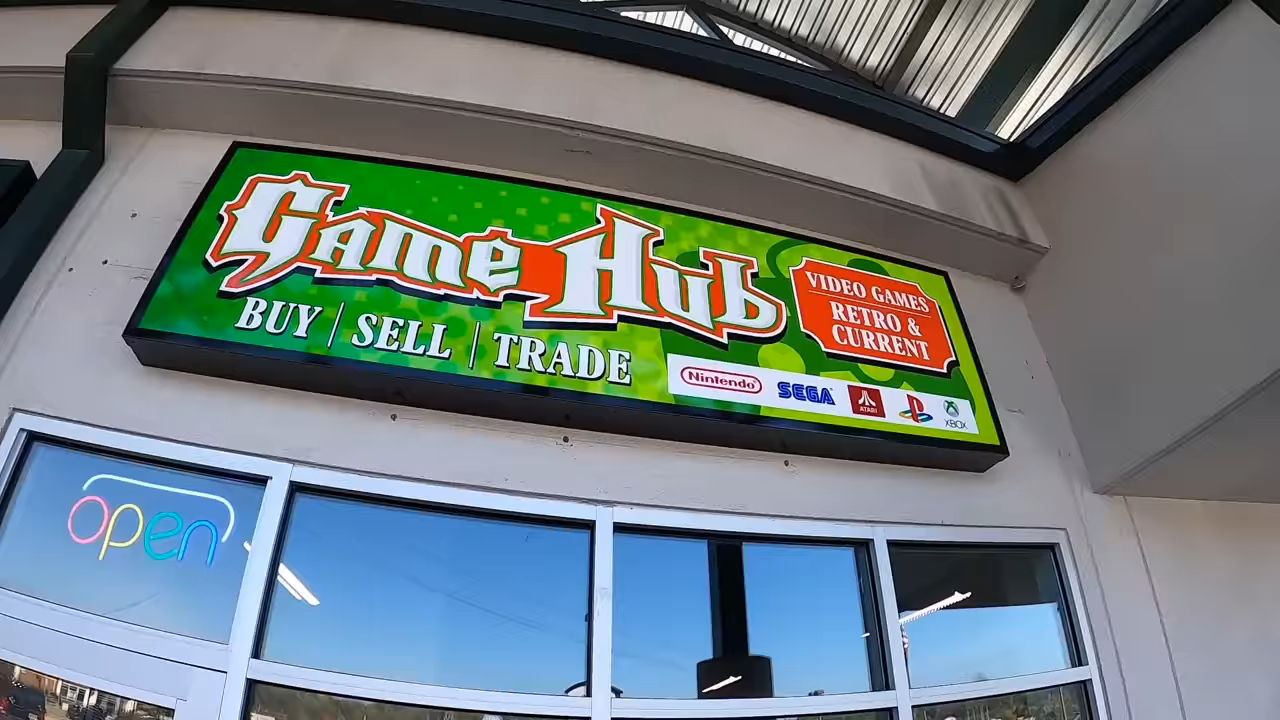 Game Hub
BUY | SELL | TRADE
VIDEO GAMES
RETRO &
CURRENT
Nintendo SEGA ATARI XBOX
open